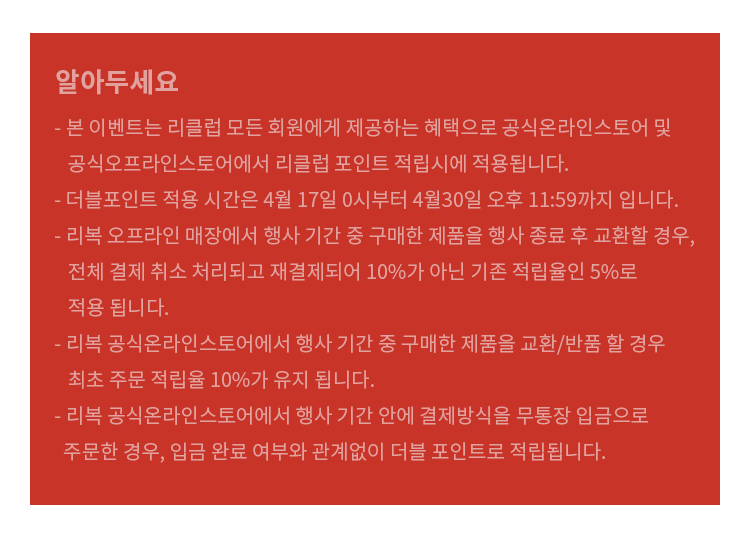 알아두세요
- 본 이벤트는 리클럽 모든 회원에게 제공하는 혜택으로 공식온라인스토어 및
공식오프라인스토어에서 리클럽 포인트 적립시에 적용됩니다.
- 더블포인트 적용 시간은 4월 17일 0시부터 4월30일 오후 11:59까지 입니다.
- 리복 오프라인 매장에서 행사 기간 중 구매한 제품을 행사 종료 후 교환할 경우,
전체 결제 취소 처리되고 재결제되어 10%가 아닌 기존 적립율인 5%로
적용 됩니다.
- 리복 공식온라인스토어에서 행사 기간 중 구매한 제품을 교환/반품 할 경우
최초 주문 적립율 10%가 유지 됩니다.
- 리복 공식온라인스토어에서 행사 기간 안에 결제방식을 무통장 입금으로
주문한 경우, 입금 완료 여부와 관계없이 더블 포인트로 적립됩니다.